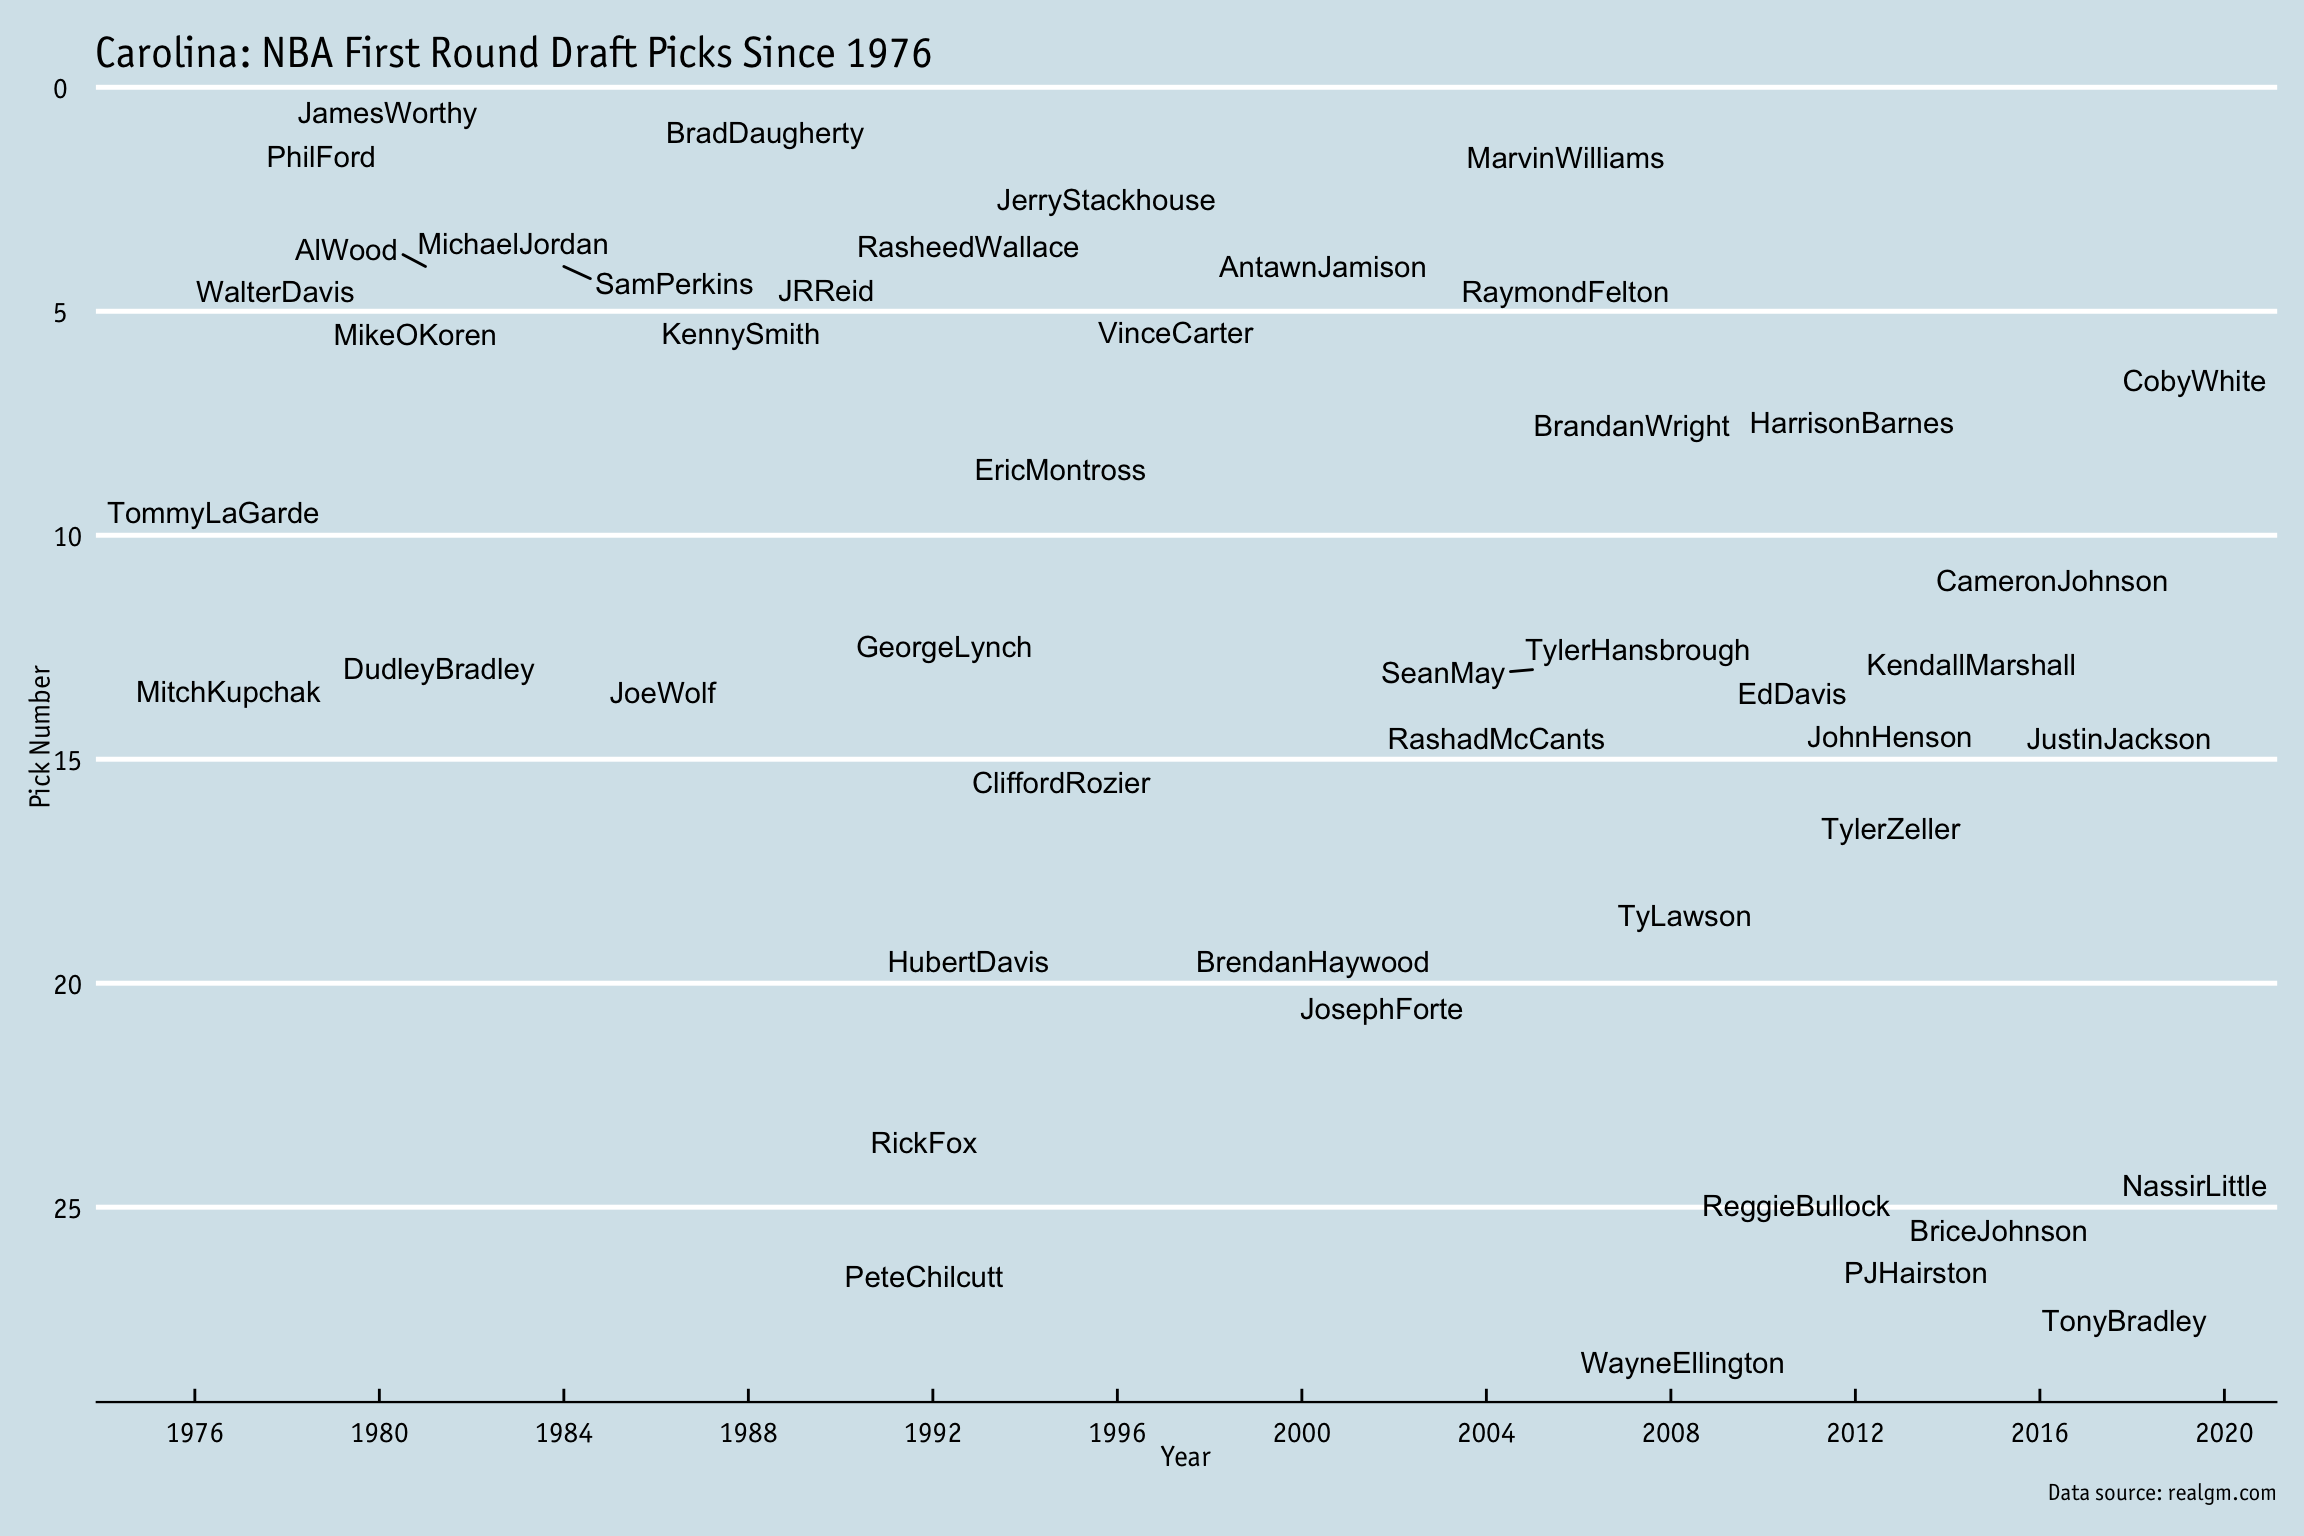 Carolina: NBA First Round Draft Picks Since 1976
0
JamesWorthy
BradDaugherty
PhilFord
MarvinWilliams
JerryStackhouse
AlWood
MichaelJordan
RasheedWallace
AntawnJamison
WalterDavis
SamPerkins
JRReid
RaymondFelton
5
MikeOKoren
KennySmith
VinceCarter
CobyWhite
BrandanWright
HarrisonBarnes
EricMontross
TommyLaGarde
10
CameronJohnson
GeorgeLynch
TylerHansbrough
DudleyBradley
SeanMay
KendallMarshall
MitchKupchak
JoeWolf
EdDavis
Pick Number
RashadMcCants
JohnHenson
JustinJackson
15
CliffordRozier
TylerZeller
TyLawson
HubertDavis
BrendanHaywood
20
JosephForte
RickFox
NassirLittle
25
ReggieBullock
BriceJohnson
PeteChilcutt
PJHairston
TonyBradley
WayneEllington
1976 1980 1984 1988 1992 1996 2000 2004 2008 2012 2016 2020
Year
Data source: realgm.com